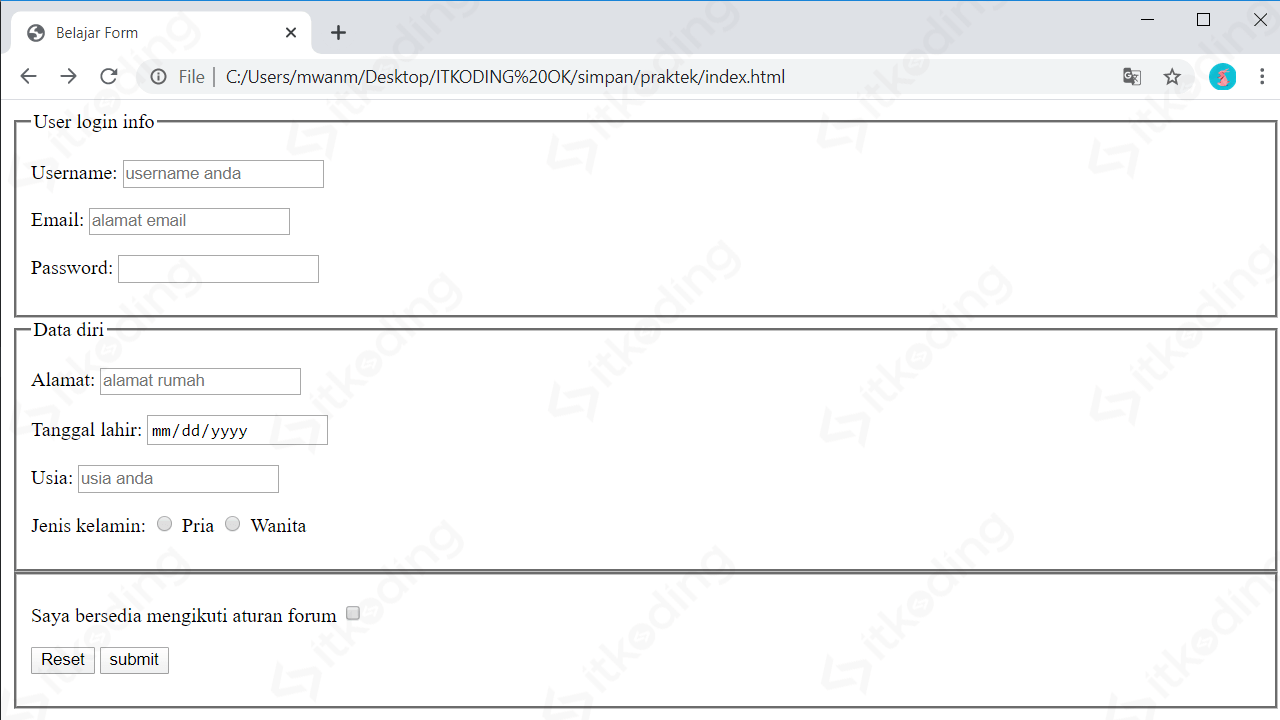 Belajar Form
File | C:/Users/mwanm/Desktop/ITKODING%20OK/simpan/praktek/index.html
User login info
Username: username anda
Email: alamat email
Password:
Data diri
Alamat: alamat rumah
Tanggal lahir: mm/dd/yyyy
Usia: usia anda
Jenis kelamin: Pria Wanita
Saya bersedia mengikuti aturan forum
Reset submit
itkoding